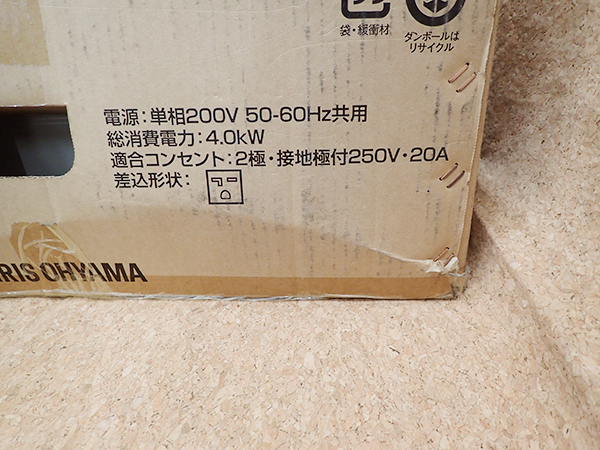 袋・緩衝材
ダンボールは
リサイクル
電源:単相200V 50-60Hz共用
総消費電力:4.0kW
適合コンセント:2極・接地極付250V・20A
差込形状:
IRIS OHYAMA